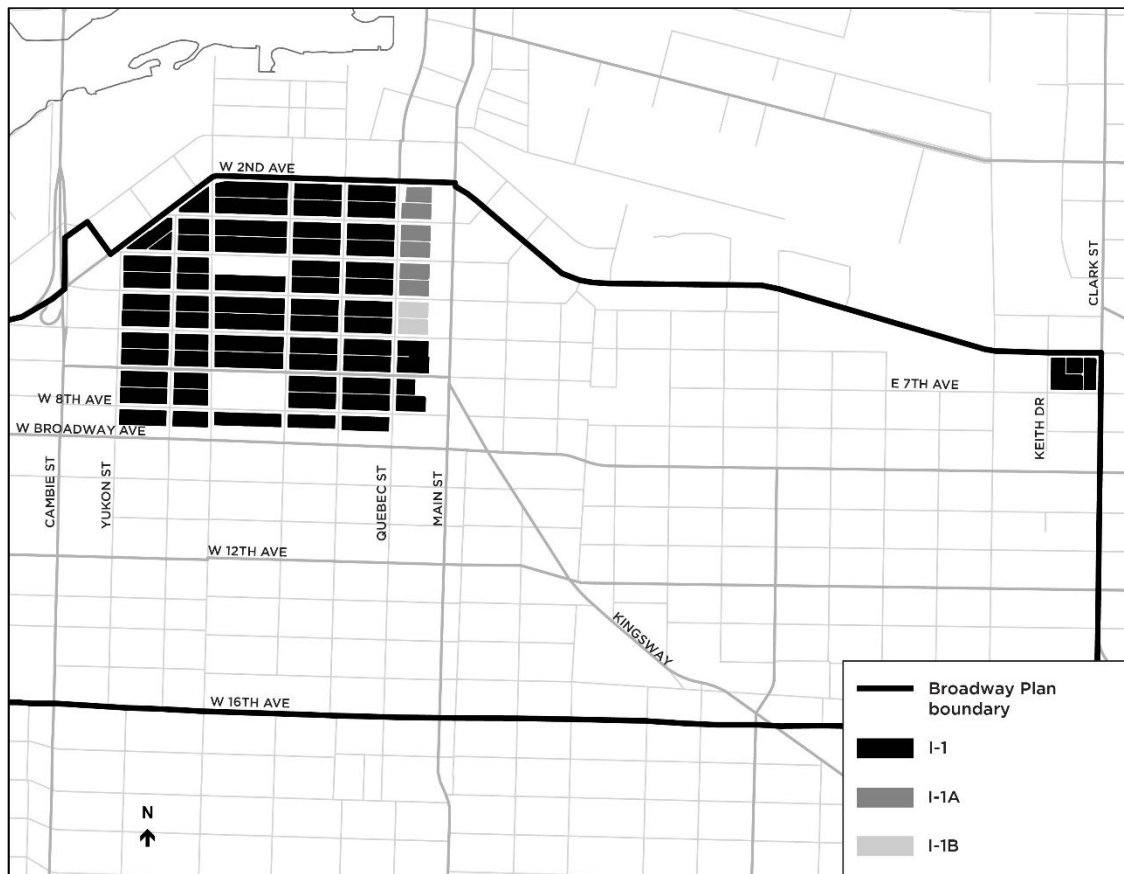 W 2ND AVE
CLARK ST
E 7TH AVE
W 8TH AVE
KEITH DR
W BROADWAY AVE
CAMBIE ST
YUKON ST
QUEBEC ST
MAIN ST
W 12TH AVE
KINGSWAY
W 16TH AVE
Broadway Plan
boundary
I-1
I-1A
I-1B
N